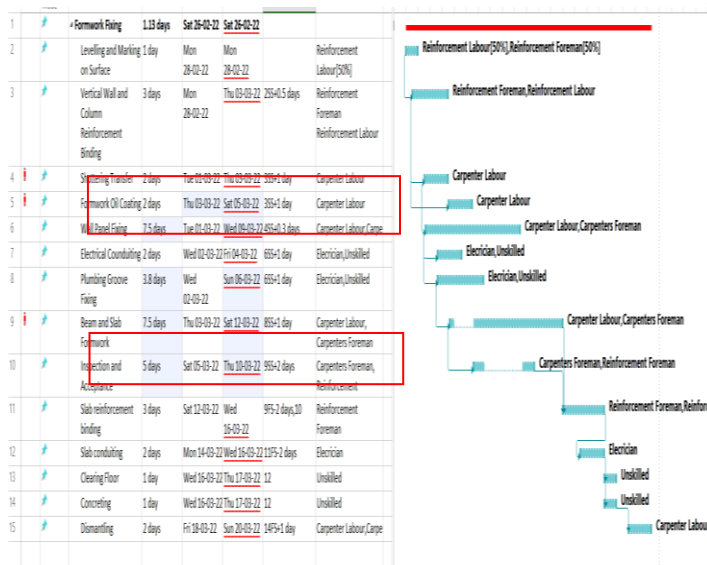 1 Formwork Fixing 1.13 days Sat 26-02-22 Sat 26-02-22
2 Levelling and Marking 1 day Mon Mon Reinforcement
on Surface 28-02-22 28-02-22 Labour[50%]
Reinforcement Labour[50%],Reinforcement Foreman[50%]
3 Vertical Wall and 3 days Mon Thu 03-03-22 2SS+0.5 days Reinforcement
Column 28-02-22 Foreman
Reinforcement Reinforcement Labour
Binding
Reinforcement Foreman,Reinforcement Labour
4 Shuttering Transfer 2 days Tue 01-03-22 Thu 03-03-22 3SS+1 day Carpenter Labour
Carpenter Labour
5 Formwork Oil Coating 2 days Thu 03-03-22 Sat 05-03-22 3SS+1 day Carpenter Labour
Carpenter Labour
6 Wall Panel Fixing 7.5 days Tue 01-03-22 Wed 09-03-22 4SS+0.3 days Carpenter Labour,Carpe
Carpenter Labour,Carpenters Foreman
7 Electrical Counduiting 2 days Wed 02-03-22 Fri 04-03-22 6SS+1 day Elecrician,Unskilled
Elecrician,Unskilled
8 Plumbing Groove 3.8 days Wed Sun 06-03-22 6SS+1 day Elecrician,Unskilled
Fixing 02-03-22
Elecrician,Unskilled
9 Beam and Slab 7.5 days Thu 03-03-22 Sat 12-03-22 8SS+1 day Carpenter Labour,
Formwork Carpenters Foreman
Carpenter Labour,Carpenters Foreman
10 Inspection and 5 days Sat 05-03-22 Thu 10-03-22 9SS+2 days Carpenters Foreman,
Acceptance Reinforcement
Carpenters Foreman,Reinforcement Foreman
11 Slab reinforcement 3 days Sat 12-03-22 Wed 9FS-2 days,10 Reinforcement
binding 16-03-22 Foreman
Reinforcement Foreman,Reinfor
12 Slab conduiting 2 days Mon 14-03-22 Wed 16-03-22 11FS-2 days Elecrician
Elecrician
13 Clearing Floor 1 day Wed 16-03-22 Thu 17-03-22 12 Unskilled
Unskilled
14 Concreting 1 day Wed 16-03-22 Thu 17-03-22 12 Unskilled
Unskilled
15 Dismantling 2 days Fri 18-03-22 Sun 20-03-22 14FS+1 day Carpenter Labour,Carpe
Carpenter Labou